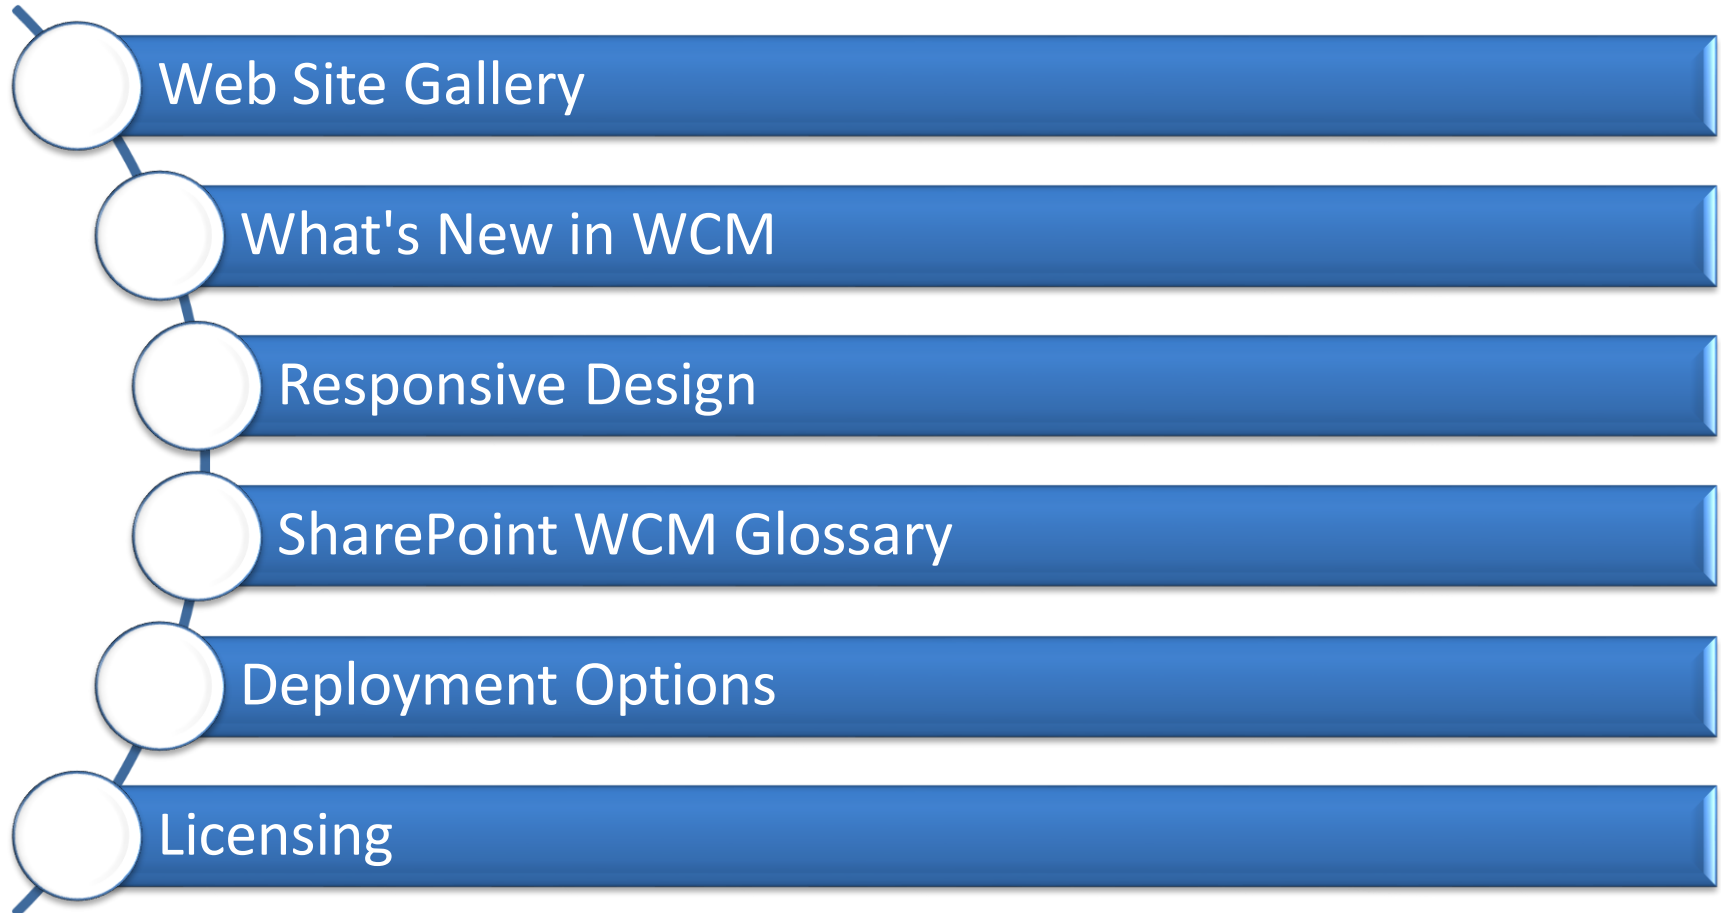 Web Site Gallery
What's New in WCM
Responsive Design
SharePoint WCM Glossary
Deployment Options
Licensing